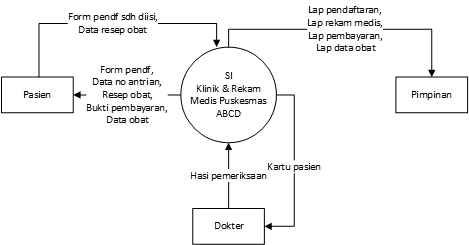 Form pendf sdh diisi,
Data resep obat
Lap pendaftaran,
Lap rekam medis,
Lap pembayaran,
Lap data obat
Pasien
Form pendf,
Data no antrian,
Resep obat,
Bukti pembayaran,
Data obat
SI
Klinik & Rekam
Medis Puskesmas
ABCD
Pimpinan
Hasi pemeriksaan
Kartu pasien
Dokter